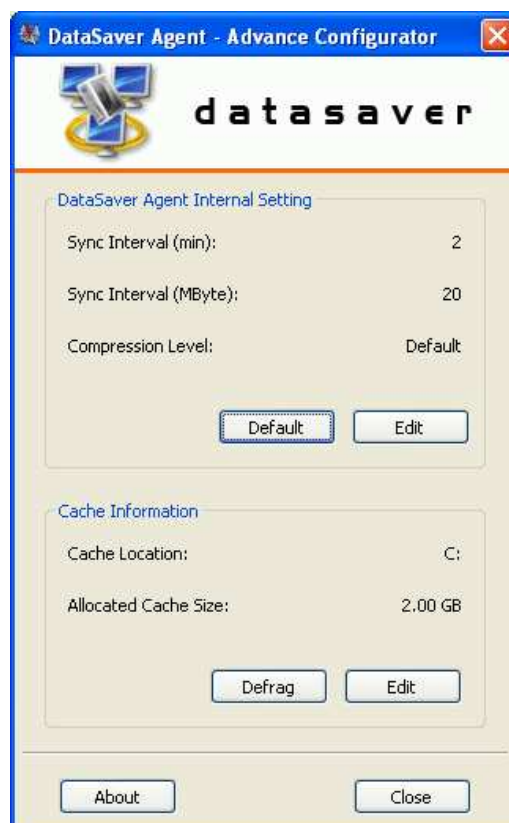 DataSaver Agent - Advance Configurator
datasaver
DataSaver Agent Internal Setting
Sync Interval (min): 2
Sync Interval (MByte): 20
Compression Level: Default
Default Edit
Cache Information
Cache Location: C:
Allocated Cache Size: 2.00 GB
Defrag Edit
About Close